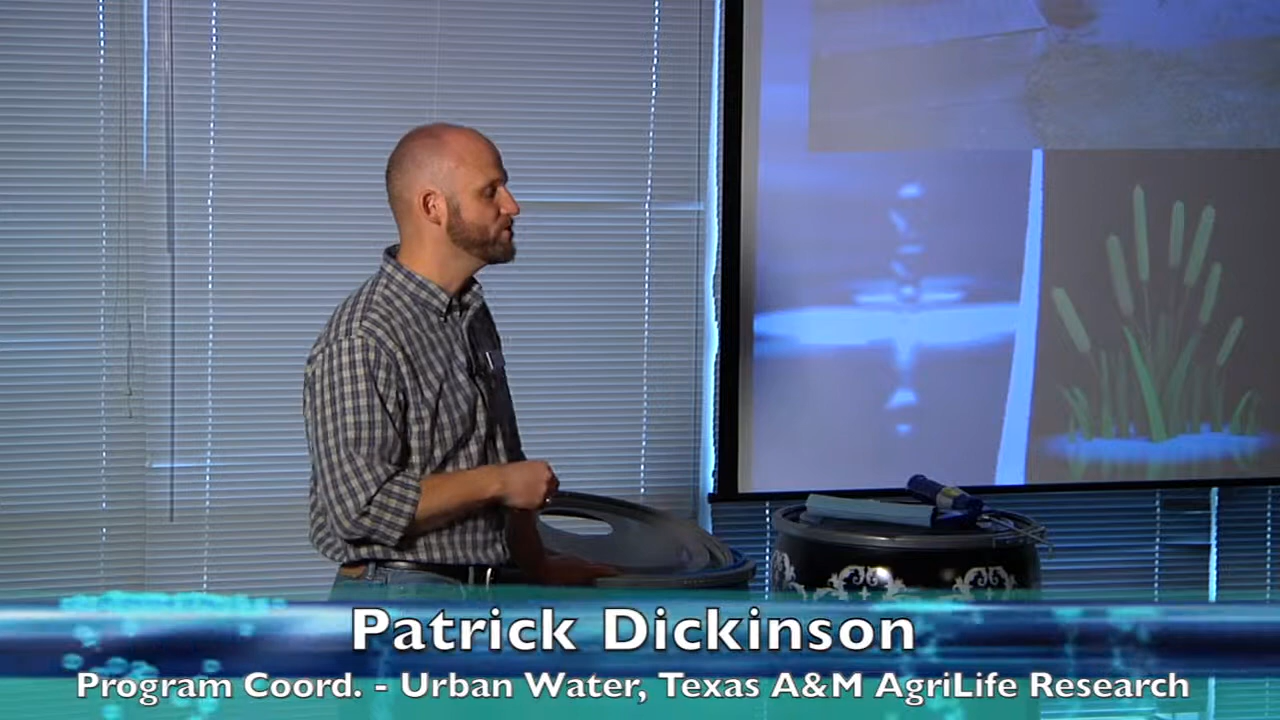 Patrick Dickinson
Program Coord. - Urban Water, Texas A&M AgriLife Research